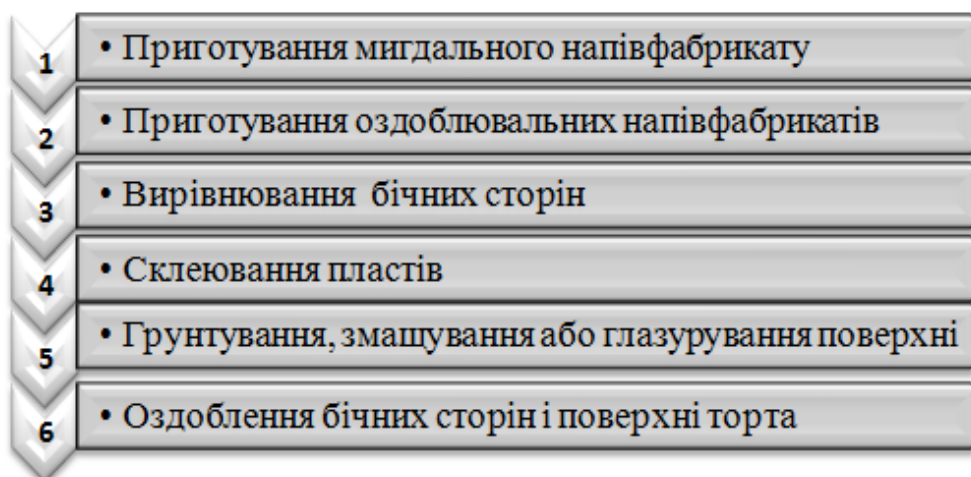 1 • Приготування мигдального напівфабрикату
2 • Приготування оздоблювальних напівфабрикатів
3 • Вирівнювання бічних сторін
4 • Склеювання пластів
5 • Грунтування, змащування або глазурування поверхні
6 • Оздоблення бічних сторін і поверхні торта